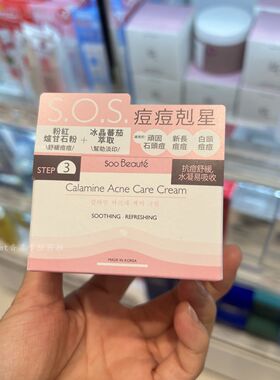 S.O.S. 痘痘剋星
粉紅
爐甘石粉
舒緩痘痘
+
冰晶番茄
萃取
幫助淡印
頑固
石頭痘
新長
痘痘
白頭
痘痘
STEP 3
Soo Beauté
抗痘舒緩,
水凝易吸收
Calamine Acne Care Cream
SOOTHING · REFRESHING
MADE IN KOREA